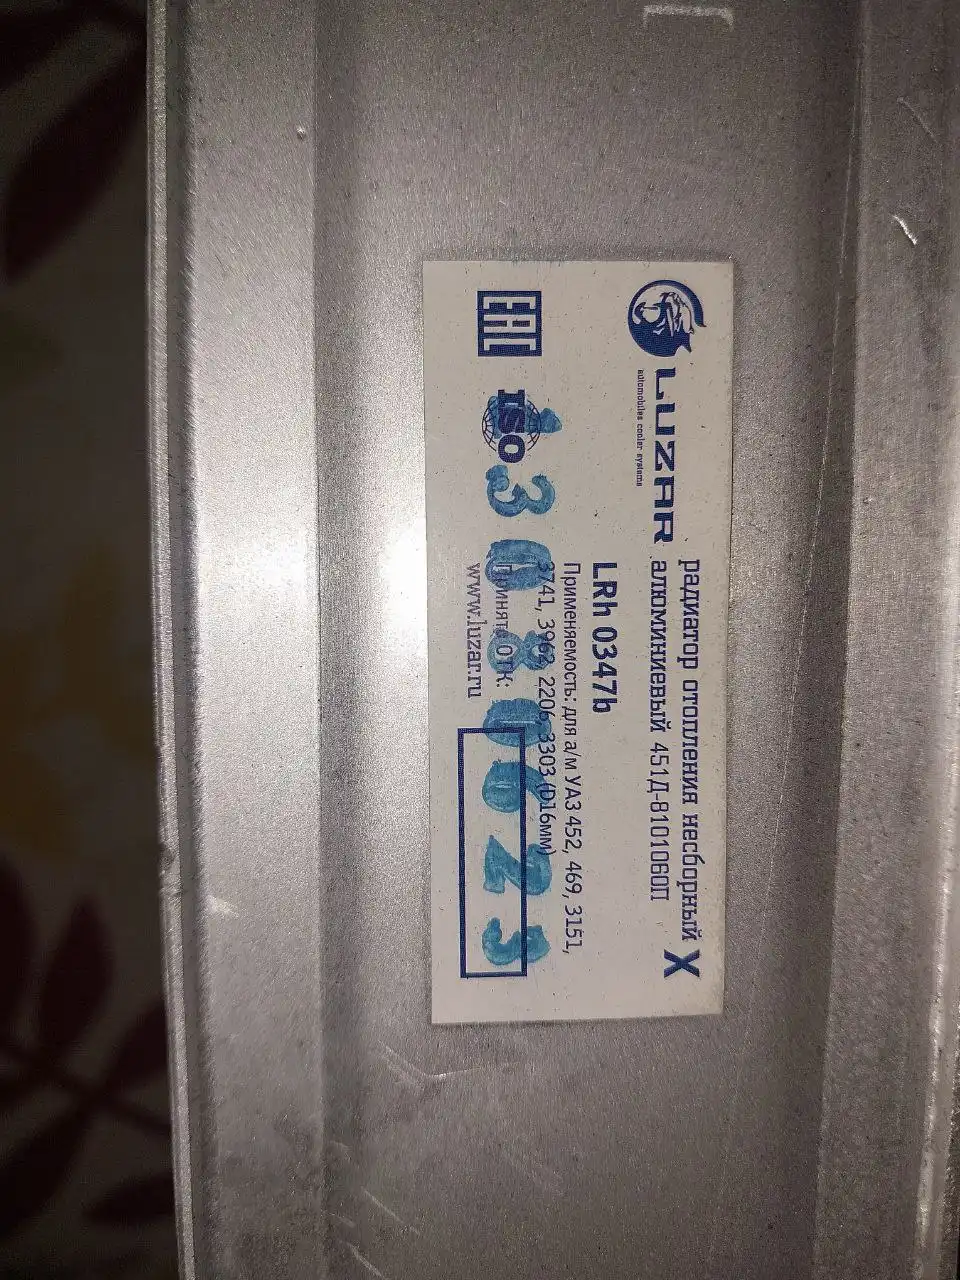 LUZAR
automobiles cooler systems
радиатор отопления несборный
алюминиевый 451Д-8101060П
X
LRh 0347b
Применяемость: для а/м УАЗ 452, 469, 3151,
3741, 3962, 2206, 3303 (D16мм)
Принято ОТК:
www.luzar.ru
EAC
ISO